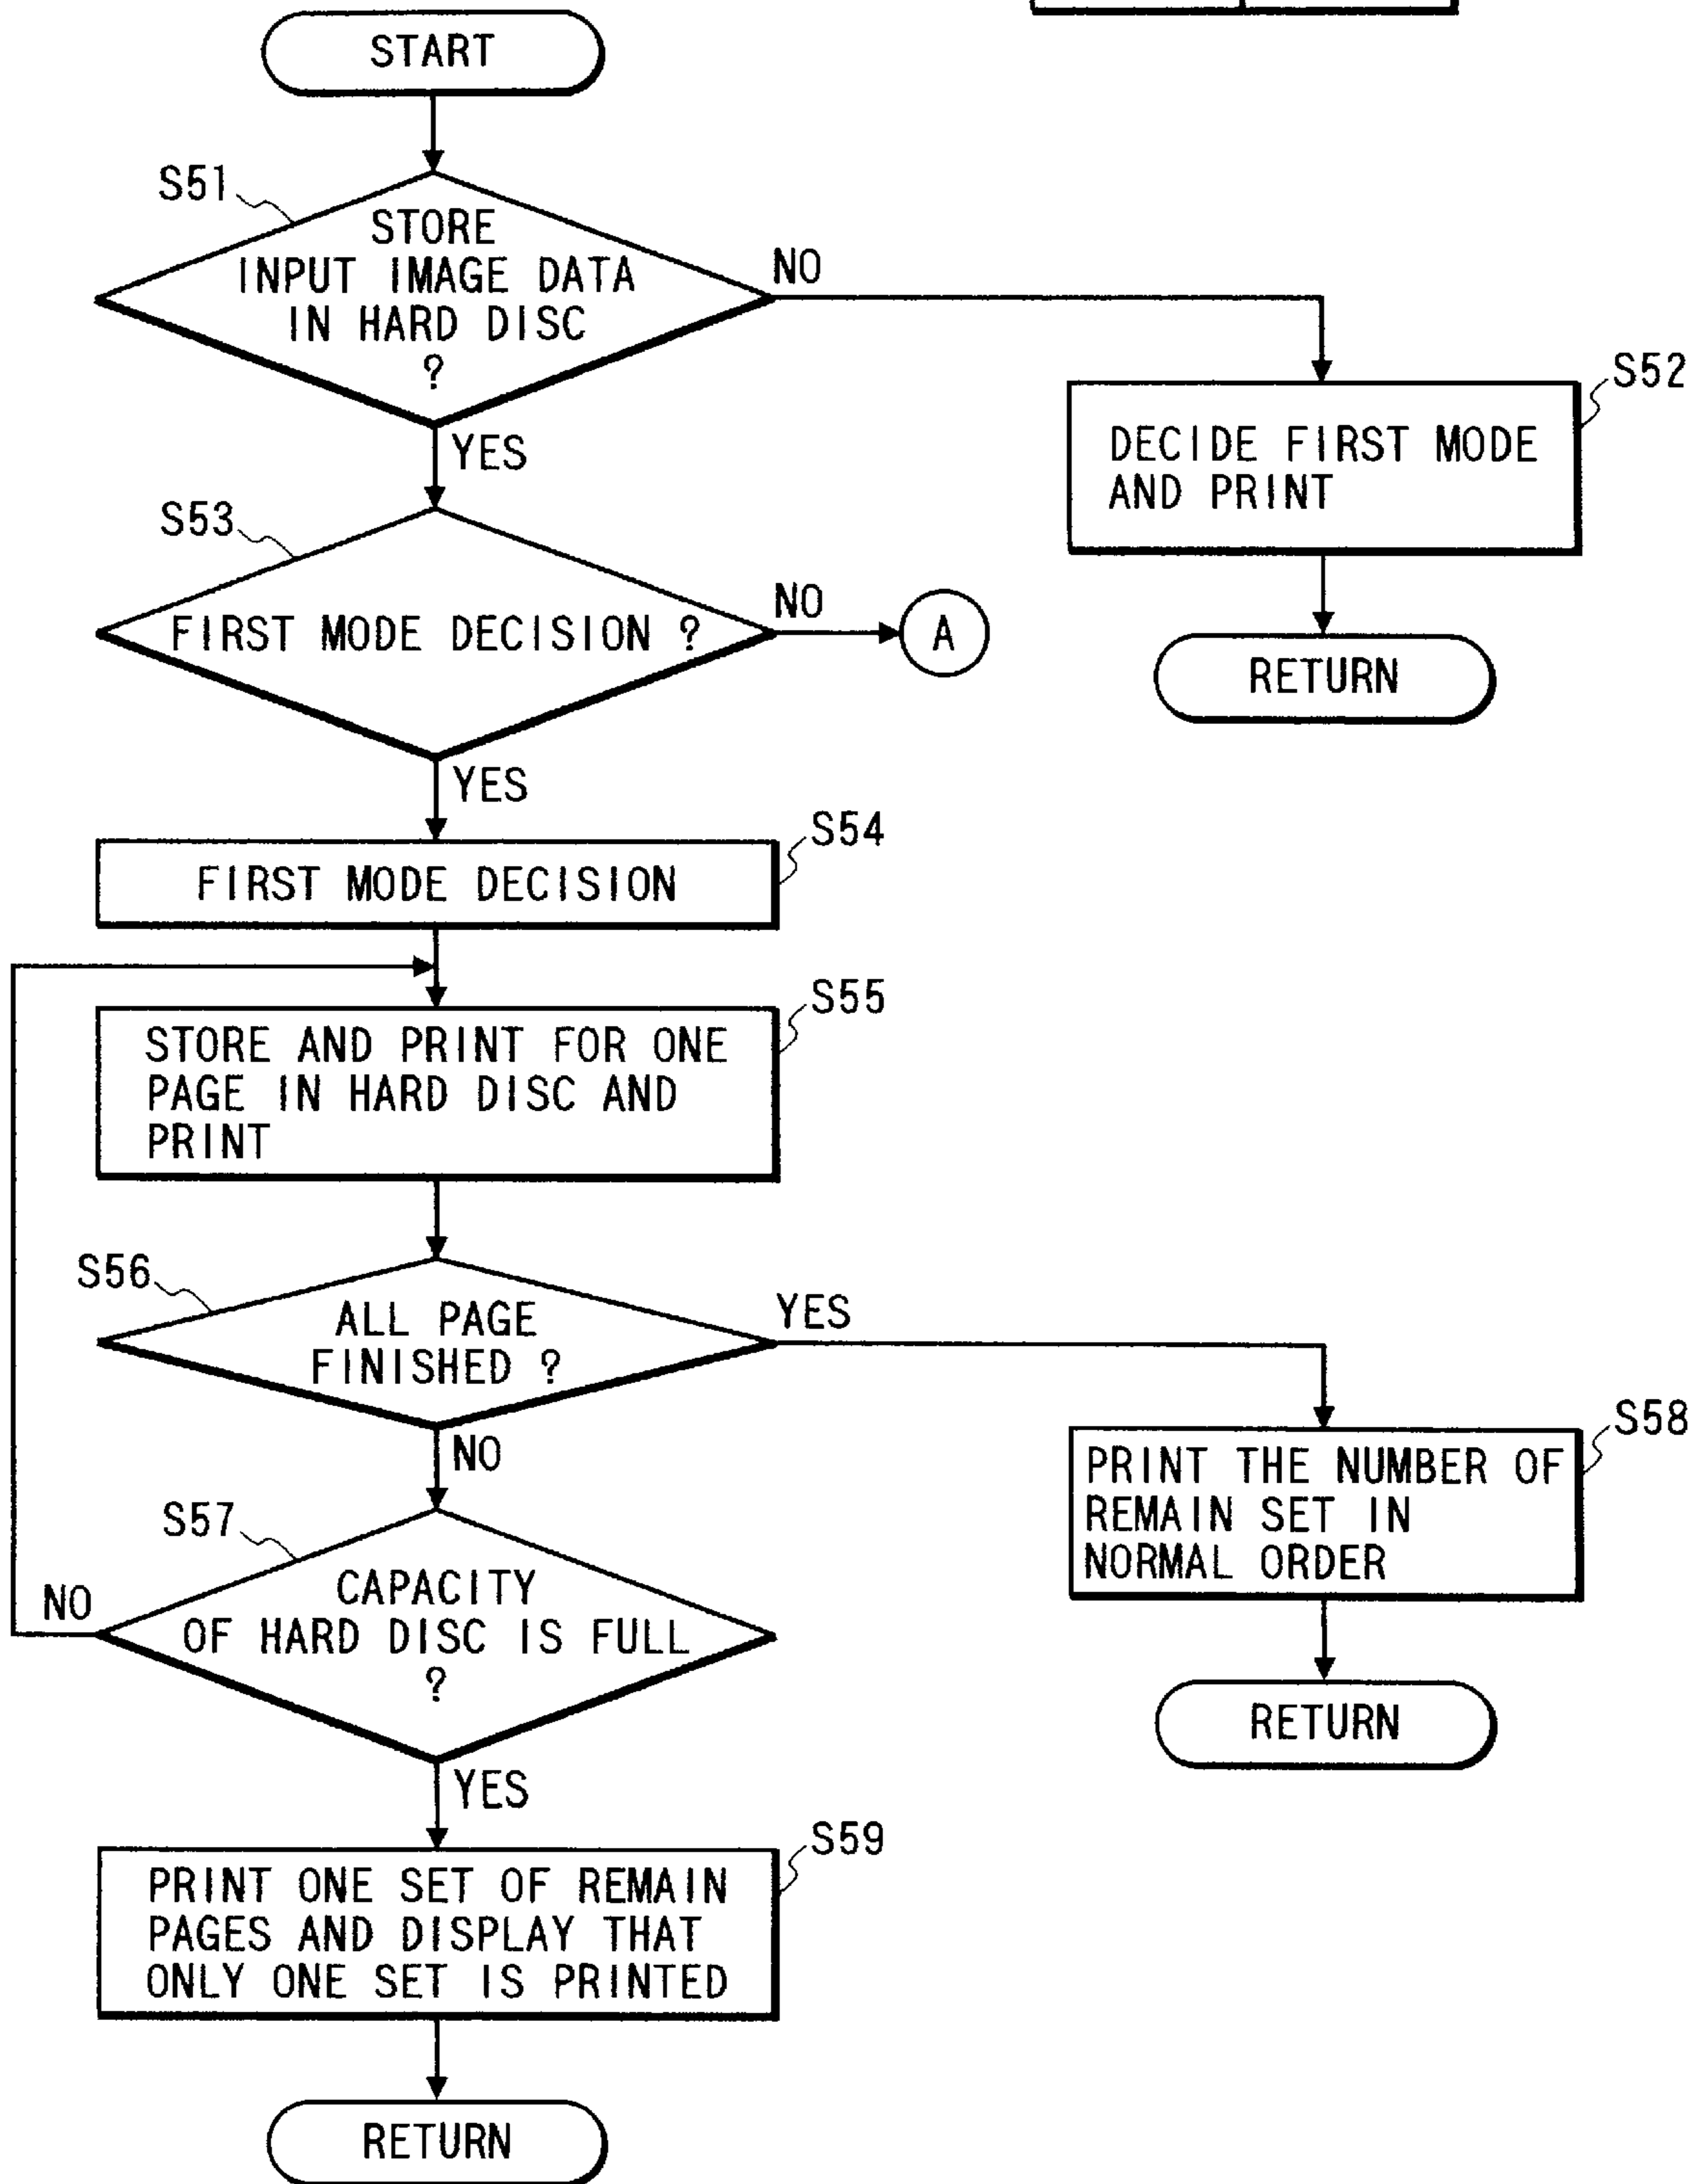 START
S51
STORE
INPUT IMAGE DATA
IN HARD DISC
?
NO
YES
S52
DECIDE FIRST MODE
AND PRINT
RETURN
S53
FIRST MODE DECISION ?
NO
A
YES
S54
FIRST MODE DECISION
S55
STORE AND PRINT FOR ONE
PAGE IN HARD DISC AND
PRINT
S56
ALL PAGE
FINISHED ?
YES
NO
S58
PRINT THE NUMBER OF
REMAIN SET IN
NORMAL ORDER
RETURN
S57
CAPACITY
OF HARD DISC IS FULL
?
NO
YES
S59
PRINT ONE SET OF REMAIN
PAGES AND DISPLAY THAT
ONLY ONE SET IS PRINTED
RETURN